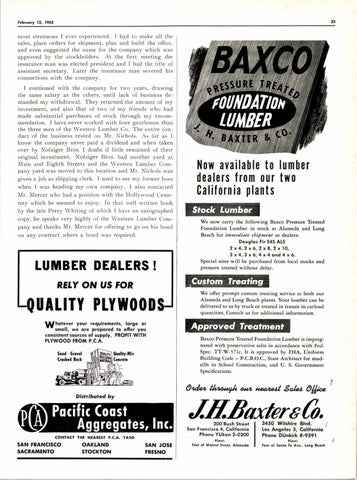 February 15, 1952
33
most strenuous I ever experienced. I had to make all the
sales, place orders for shipment, plan and build the office,
and even suggested the name for the company which was
approved by the stockholders. At the first meeting the
insurance man was elected president and I had the title of
assistant secretary. Later the insurance man severed his
connections with the company.
I continued with the company for two years, drawing
the same salary as the others, until lack of business de-
manded my withdrawal. They returned the amount of my
investment, and also that of two of my friends who had
made substantial purchases of stock through my recom-
mendation. I have never worked with finer gentlemen than
the three men of the Western Lumber Co. The entire con-
duct of the business rested on Mr. Nichols. As far as I
know the company never paid a dividend and when taken
over by Nofziger Bros. I doubt if little remained of their
original investment. Nofziger Bros. had another yard at
Main and Eighth Streets and the Western Lumber Com-
pany yard was moved to this location and Mr. Nichols was
given a job as shipping clerk. I used to see my former boss
when I was heading my own company. I also contacted
Mr. Mercer who had a position with the Hollywood Ceme-
tery which he seemed to enjoy. In that well written book
by the late Perry Whiting of which I have an autographed
copy, he speaks very highly of the Western Lumber Com-
pany and thanks Mr. Mercer for offering to go on his bond
on any contract where a bond was required.
LUMBER DEALERS !
RELY ON US FOR
QUALITY PLYWOODS
Whatever your requirements, large or
small, we are prepared to offer you
consistent sources of supply. PROFIT WITH
PLYWOOD FROM P.C.A.
Sand - Gravel
Crushed Rock
Quality-Mix
Concrete
Distributed by
PCA
Pacific Coast
Aggregates, Inc.
CONTACT THE NEAREST P.C.A. YARD
SAN FRANCISCO OAKLAND SAN JOSE
SACRAMENTO STOCKTON FRESNO
BAXCO
PRESSURE TREATED
FOUNDATION
LUMBER
J. H. BAXTER & CO.
Now available to lumber
dealers from our two
California plants
Stock Lumber
We now carry the following Baxco Pressure Treated
Foundation Lumber in stock at Alameda and Long
Beach for immediate shipment to dealers:
Douglas Fir S4S ALS
2 x 4, 2 x 6, 2 x 8, 2 x 10,
3 x 4, 3 x 6, 4 x 4 and 4 x 6.
Special sizes will be purchased from local stocks and
pressure treated without delay.
Custom Treating
We offer prompt custom treating service at both our
Alameda and Long Beach plants. Your lumber can be
delivered to us by truck or treated in transit in carload
quantities. Consult us for additional information.
Approved Treatment
Baxco Pressure Treated Foundation Lumber is impreg-
nated with preservative salts in accordance with Fed.
Spec. TT-W-571c. It is approved by FHA, Uniform
Building Code — P.C.B.O.C., State Architect for mud-
sills in School Construction, and U. S. Government
Specifications.
Order through our nearest Sales Office
J.H. Baxter & Co.
200 Bush Street
San Francisco 4, California
Phone YUkon 2-0200
Plant:
Foot of Walnut Street, Alameda
3450 Wilshire Blvd.
Los Angeles 5, California
Phone DUnkirk 8-9591
Plant:
Foot of Santa Fe Ave., Long Beach